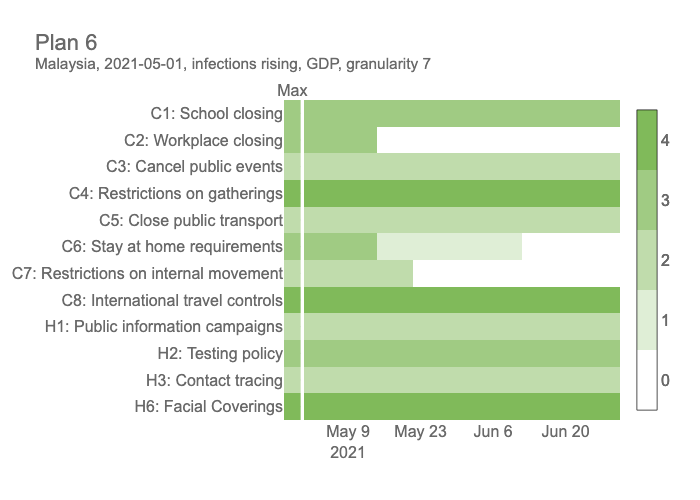 Plan 6
Malaysia, 2021-05-01, infections rising, GDP, granularity 7
Max
C1: School closing
C2: Workplace closing
C3: Cancel public events
C4: Restrictions on gatherings
C5: Close public transport
C6: Stay at home requirements
C7: Restrictions on internal movement
C8: International travel controls
H1: Public information campaigns
H2: Testing policy
H3: Contact tracing
H6: Facial Coverings
May 9 May 23 Jun 6 Jun 20
2021
4
3
2
1
0